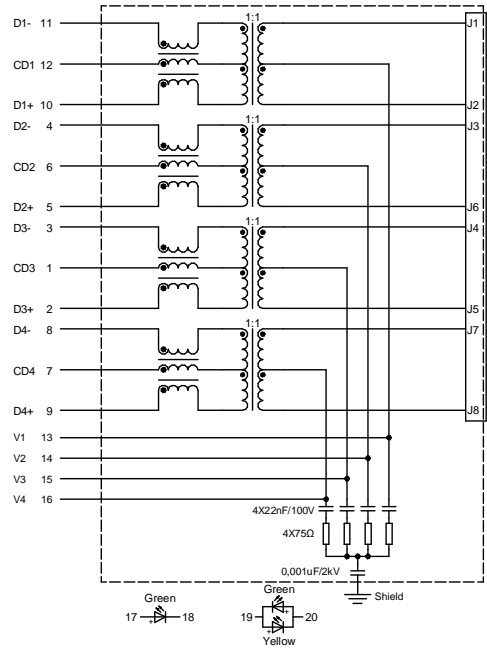 1:1
D1- 11
J1
CD1 12
D1+ 10
J2
D2- 4
J3
1:1
CD2 6
D2+ 5
J6
D3- 3
J4
1:1
CD3 1
D3+ 2
J5
1:1
D4- 8
J7
CD4 7
D4+ 9
J8
V1 13
V2 14
V3 15
V4 16
4X22nF/100V
4X75Ω
0,001uF/2kV
Shield
Green
17 + 18
Green
19 + + 20
Yellow